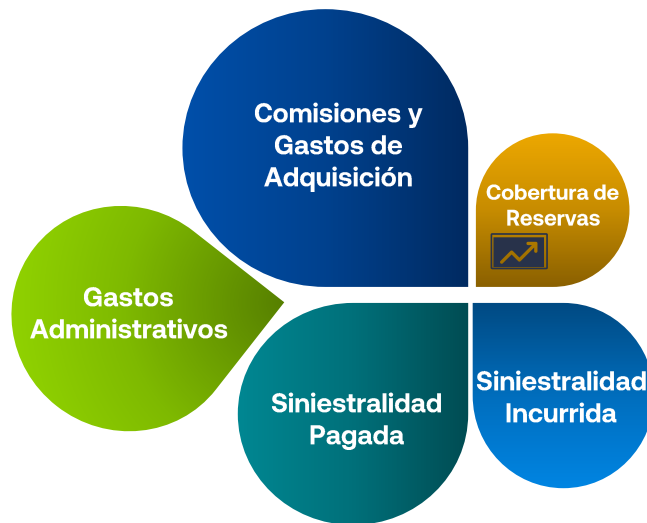 Comisiones y
Gastos de
Adquisición
Cobertura de
Reservas
Gastos
Administrativos
Siniestralidad
Pagada
Siniestralidad
Incurrida